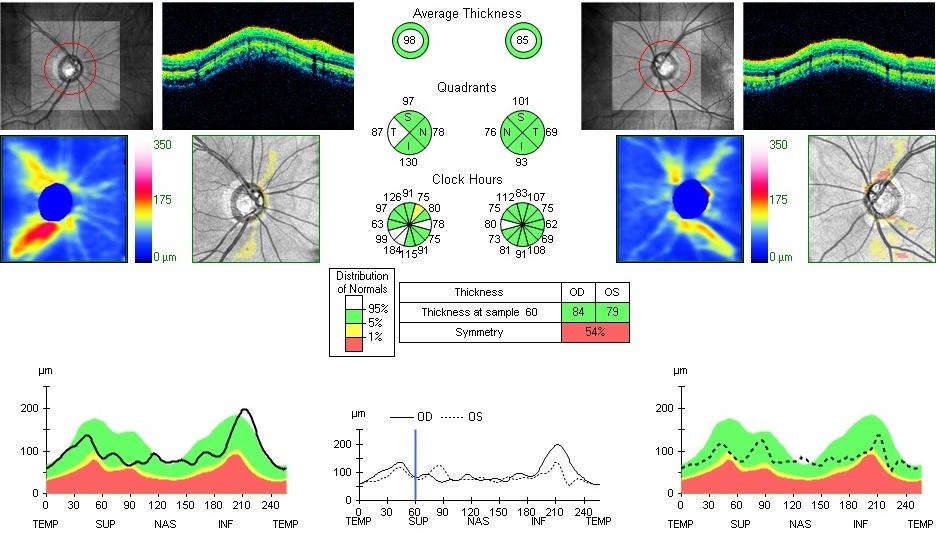 Average Thickness
98
85
Quadrants
97
S
87 T N 78
I
130
101
S
76 N T 69
I
93
350
175
0 µm
350
175
0 µm
Clock Hours
126 91 75
97 80
63 78
99 75
184 115 91
112 83 107
75 75
80 62
73 69
81 91 108
Distribution
of Normals
95%
5%
1%
Thickness OD OS
Thickness at sample 60 84 79
Symmetry 54%
µm
200
100
0
0 30 60 90 120 150 180 210 240
TEMP SUP NAS INF TEMP
µm
OD OS
200
100
0
0 30 60 90 120 150 180 210 240
TEMP SUP NAS INF TEMP
µm
200
100
0
0 30 60 90 120 150 180 210 240
TEMP SUP NAS INF TEMP